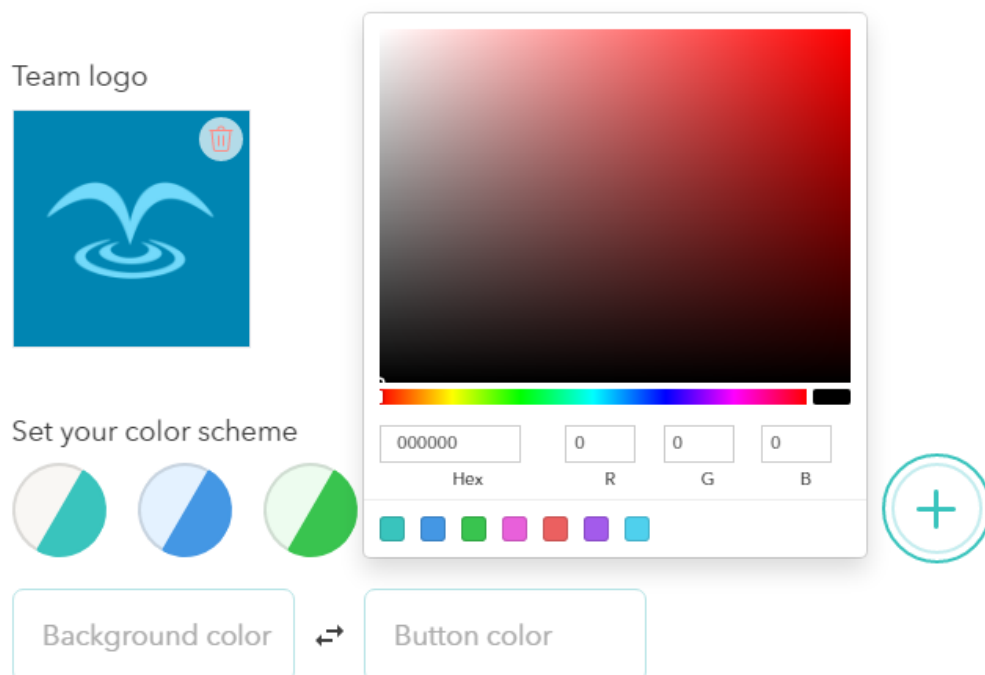 Team logo
Set your color scheme
000000 0 0 0
Hex R G B
Background color Button color